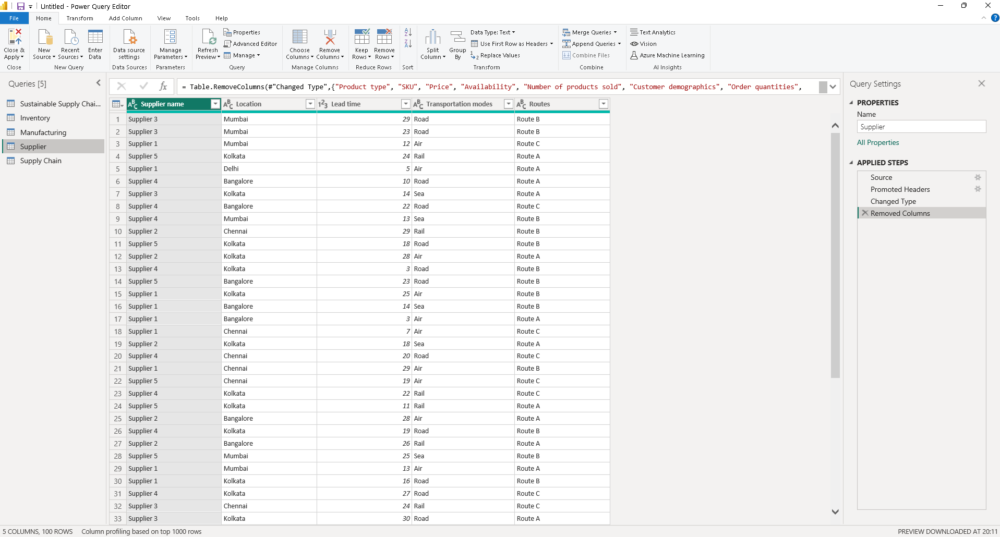 Untitled - Power Query Editor
File Home Transform Add Column View Tools Help
Close & Apply
Close
New Source
Recent Sources
Enter Data
New Query
Data source settings
Data Sources
Manage Parameters
Parameters
Refresh Preview
Properties
Advanced Editor
Manage
Query
Choose Columns
Remove Columns
Manage Columns
Keep Rows
Remove Rows
Reduce Rows
Sort
Split Column
Group By
Data Type: Text
Use First Row as Headers
Replace Values
Transform
Merge Queries
Append Queries
Combine Files
Combine
Text Analytics
Vision
Azure Machine Learning
AI Insights
Queries [5]
Sustainable Supply Chai...
Inventory
Manufacturing
Supplier
Supply Chain
fx
= Table.RemoveColumns(#"Changed Type",{"Product type", "SKU", "Price", "Availability", "Number of products sold", "Customer demographics", "Order quantities",
Supplier name Location Lead time Transportation modes Routes
1 Supplier 3 Mumbai 29 Road Route B
2 Supplier 3 Mumbai 23 Road Route B
3 Supplier 1 Mumbai 12 Air Route C
4 Supplier 5 Kolkata 24 Rail Route A
5 Supplier 1 Delhi 5 Air Route A
6 Supplier 4 Bangalore 10 Road Route A
7 Supplier 3 Kolkata 14 Sea Route A
8 Supplier 4 Bangalore 22 Road Route C
9 Supplier 4 Mumbai 13 Sea Route B
10 Supplier 2 Chennai 29 Rail Route B
11 Supplier 5 Kolkata 18 Road Route B
12 Supplier 2 Kolkata 28 Air Route A
13 Supplier 4 Kolkata 3 Road Route B
14 Supplier 5 Bangalore 23 Road Route B
15 Supplier 1 Kolkata 25 Air Route B
16 Supplier 1 Bangalore 14 Sea Route B
17 Supplier 1 Bangalore 3 Air Route A
18 Supplier 1 Chennai 7 Air Route C
19 Supplier 2 Kolkata 18 Sea Route A
20 Supplier 4 Chennai 20 Road Route C
21 Supplier 1 Chennai 29 Air Route B
22 Supplier 5 Chennai 19 Air Route C
23 Supplier 4 Kolkata 22 Rail Route C
24 Supplier 5 Kolkata 11 Rail Route A
25 Supplier 2 Bangalore 28 Air Route A
26 Supplier 4 Kolkata 19 Road Route B
27 Supplier 2 Bangalore 26 Rail Route A
28 Supplier 5 Mumbai 25 Sea Route B
29 Supplier 1 Mumbai 13 Air Route A
30 Supplier 1 Kolkata 16 Road Route B
31 Supplier 4 Kolkata 27 Road Route C
32 Supplier 3 Chennai 24 Rail Route C
33 Supplier 3 Kolkata 30 Road Route A
Query Settings
PROPERTIES
Name
Supplier
All Properties
APPLIED STEPS
Source
Promoted Headers
Changed Type
Removed Columns
5 COLUMNS, 100 ROWS Column profiling based on top 1000 rows PREVIEW DOWNLOADED AT 20:11